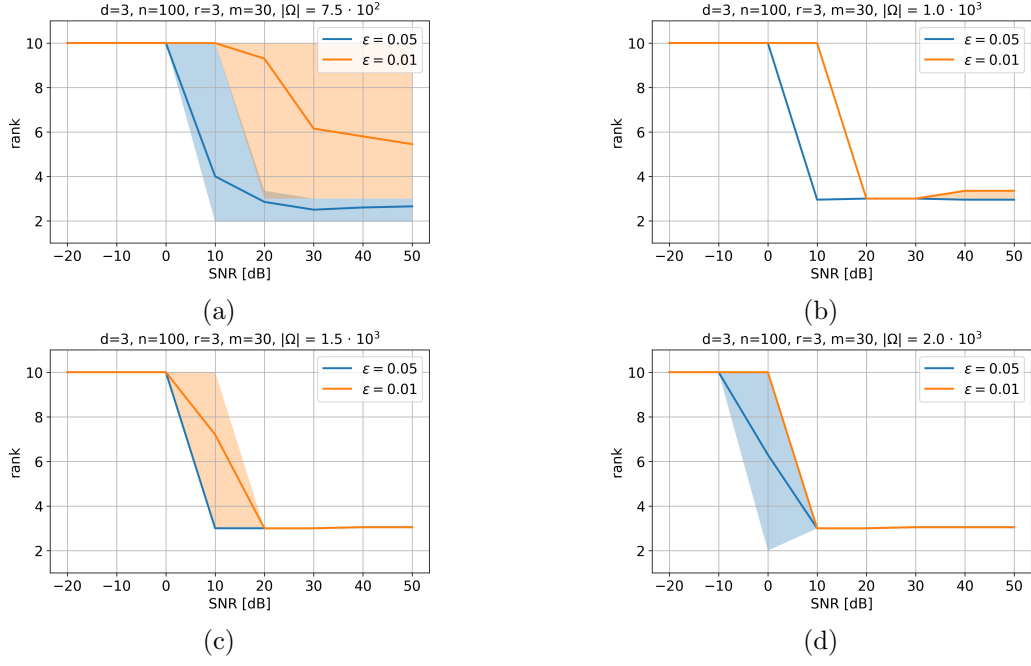 d=3, n=100, r=3, m=30, |Ω| = 7.5 · 10²
rank
10
8
6
4
2
−20 −10 0 10 20 30 40 50
SNR [dB]
ε = 0.05
ε = 0.01
(a)
d=3, n=100, r=3, m=30, |Ω| = 1.0 · 10³
rank
10
8
6
4
2
−20 −10 0 10 20 30 40 50
SNR [dB]
ε = 0.05
ε = 0.01
(b)
d=3, n=100, r=3, m=30, |Ω| = 1.5 · 10³
rank
10
8
6
4
2
−20 −10 0 10 20 30 40 50
SNR [dB]
ε = 0.05
ε = 0.01
(c)
d=3, n=100, r=3, m=30, |Ω| = 2.0 · 10³
rank
10
8
6
4
2
−20 −10 0 10 20 30 40 50
SNR [dB]
ε = 0.05
ε = 0.01
(d)